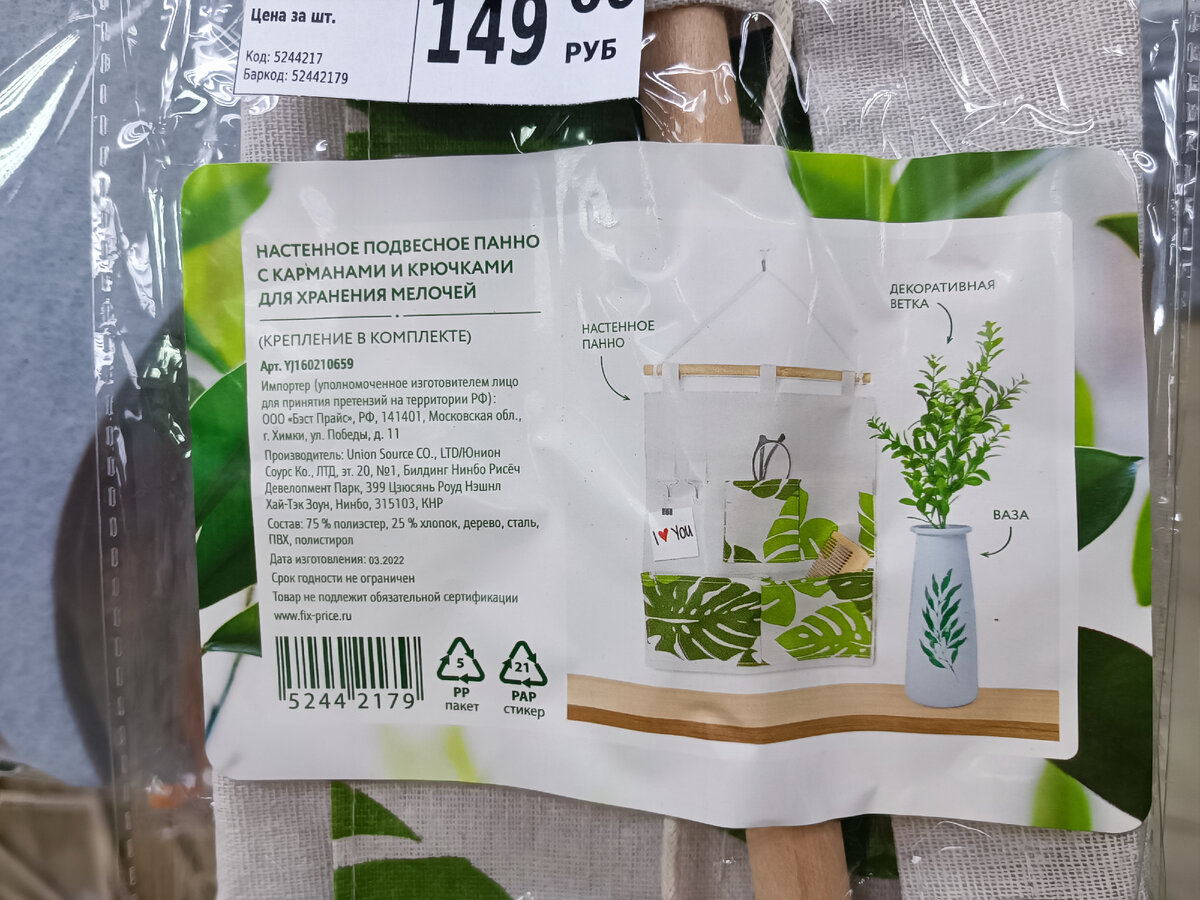 Цена за шт.
149
РУБ
Код: 5244217
Баркод: 52442179
НАСТЕННОЕ ПОДВЕСНОЕ ПАННО
С КАРМАНАМИ И КРЮЧКАМИ
ДЛЯ ХРАНЕНИЯ МЕЛОЧЕЙ
(КРЕПЛЕНИЕ В КОМПЛЕКТЕ)
Арт. YJ160210659
Импортер (уполномоченное изготовителем лицо
для принятия претензий на территории РФ):
ООО «Бэст Прайс», РФ, 141401, Московская обл.,
г. Химки, ул. Победы, д. 11
Производитель: Union Source CO., LTD/Юнион
Соурс Ко., ЛТД, эт. 20, №1, Билдинг Нинбо Рисёч
Девелопмент Парк, 399 Цзюсянь Роуд Нэшнл
Хай-Тэк Зоун, Нинбо, 315103, КНР
Состав: 75 % полиэстер, 25 % хлопок, дерево, сталь,
ПВХ, полистирол
Дата изготовления: 03.2022
Срок годности не ограничен
Товар не подлежит обязательной сертификации
www.fix-price.ru
5244 2179
5
PP
пакет
21
PAP
стикер
НАСТЕННОЕ
ПАННО
I ♥ YOU
ДЕКОРАТИВНАЯ
ВЕТКА
ВАЗА